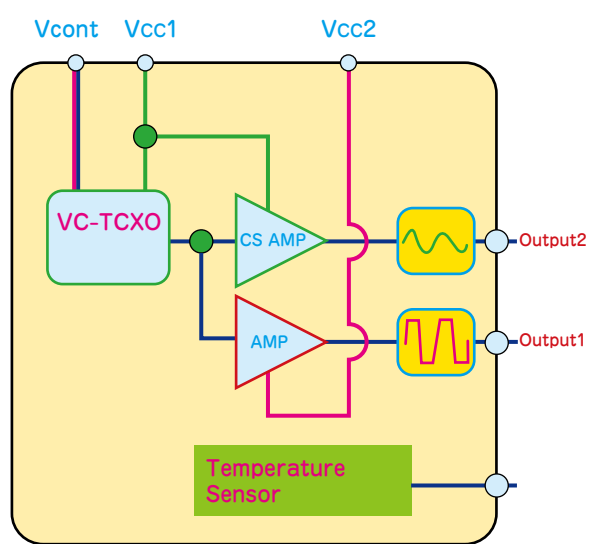 Vcont Vcc1 Vcc2
VC-TCXO
CS AMP
Output2
AMP
Output1
Temperature
Sensor